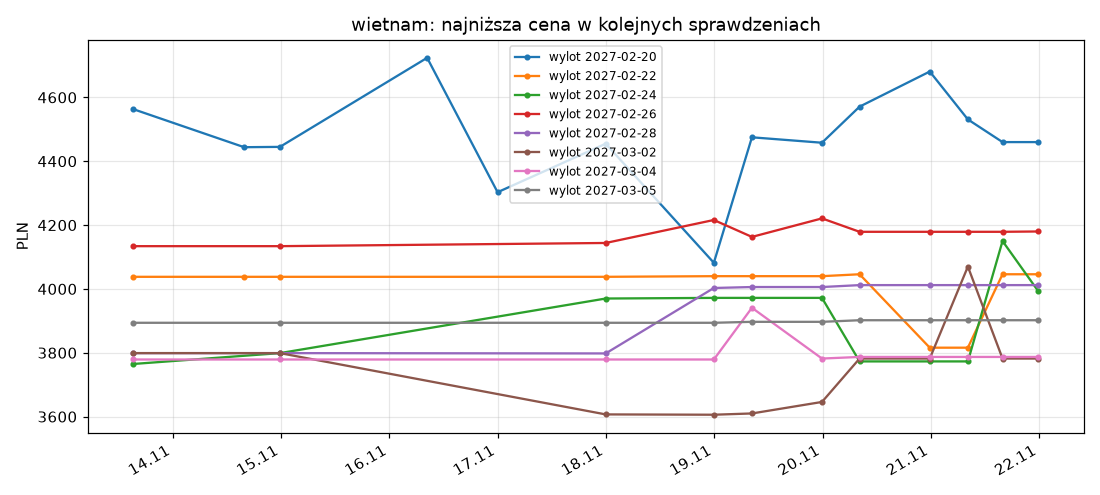 wietnam: najniższa cena w kolejnych sprawdzeniach
PLN
4600
4400
4200
4000
3800
3600
wylot 2027-02-20
wylot 2027-02-22
wylot 2027-02-24
wylot 2027-02-26
wylot 2027-02-28
wylot 2027-03-02
wylot 2027-03-04
wylot 2027-03-05
14.11
15.11
16.11
17.11
18.11
19.11
20.11
21.11
22.11